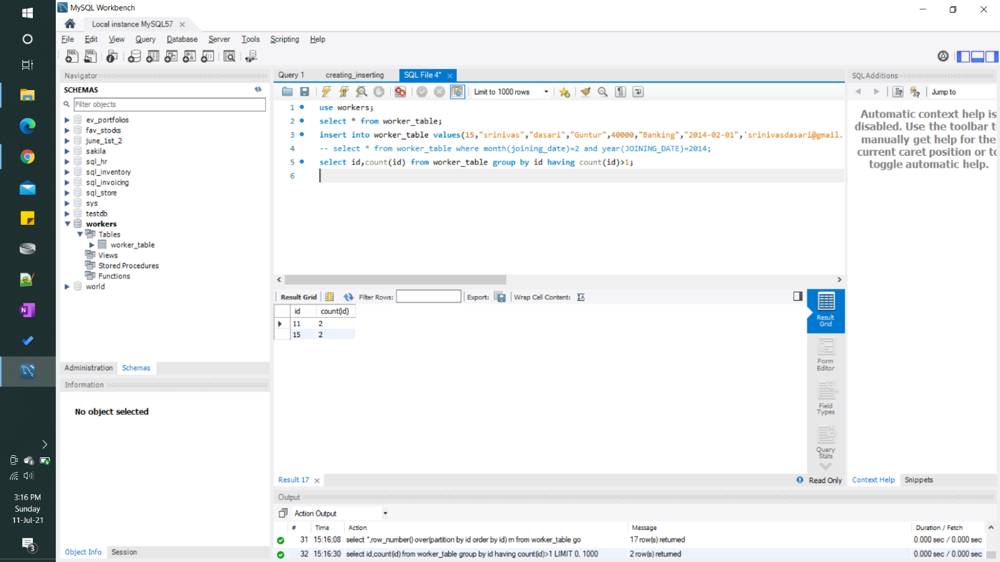 MySQL Workbench
Local instance MySQL57
File Edit View Query Database Server Tools Scripting Help
Navigator
SCHEMAS
Filter objects
ev_portfolios
fav_stocks
june_1st_2
sakila
sql_hr
sql_inventory
sql_invoicing
sql_store
sys
testdb
workers
Tables
worker_table
Views
Stored Procedures
Functions
world
Administration Schemas
Information
No object selected
Object Info Session
Query 1 creating_inserting SQL File 4*
Limit to 1000 rows
1 use workers;
2 select * from worker_table;
3 insert into worker_table values(15,"srinivas","dasari","Guntur",40000,"Banking","2014-02-01",'srinivasdasari@gmail.
4 -- select * from worker_table where month(joining_date)=2 and year(JOINING_DATE)=2014;
5 select id,count(id) from worker_table group by id having count(id)>1;
6
Result Grid Filter Rows: Export: Wrap Cell Content:
id count(id)
11 2
15 2
Result Grid
Form Editor
Field Types
Query Stats
Result 17 Read Only
SQLAdditions
Jump to
Automatic context help is
disabled. Use the toolbar t
manually get help for the
current caret position or to
toggle automatic help.
Context Help Snippets
Output
Action Output
# Time Action Message Duration / Fetch
31 15:16:08 select *,row_number() over(partition by id order by id) rn from worker_table go 17 row(s) returned 0.000 sec / 0.000 sec
32 15:16:30 select id,count(id) from worker_table group by id having count(id)>1 LIMIT 0, 1000 2 row(s) returned 0.000 sec / 0.000 sec
3:16 PM
Sunday
11-Jul-21
3